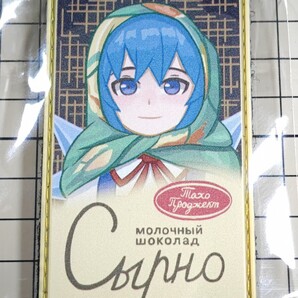 Тохо
Проджект
МОЛОЧНЫЙ
ШОКОЛАД
Сырно